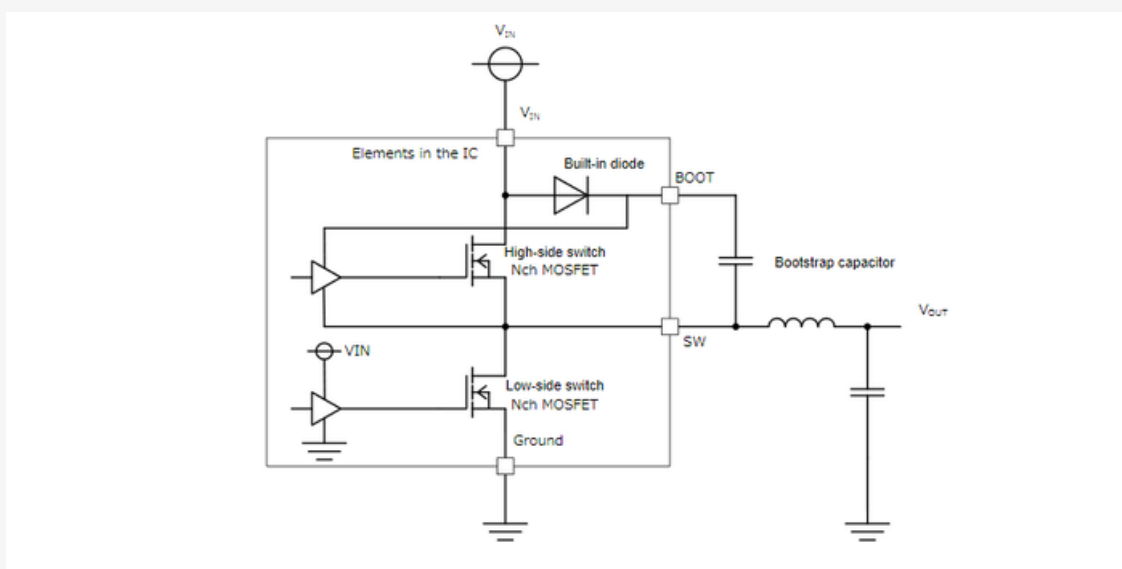 VIN
VIN
Elements in the IC
Built-in diode
BOOT
High-side switch
Nch MOSFET
Bootstrap capacitor
VOUT
SW
VIN
Low-side switch
Nch MOSFET
Ground